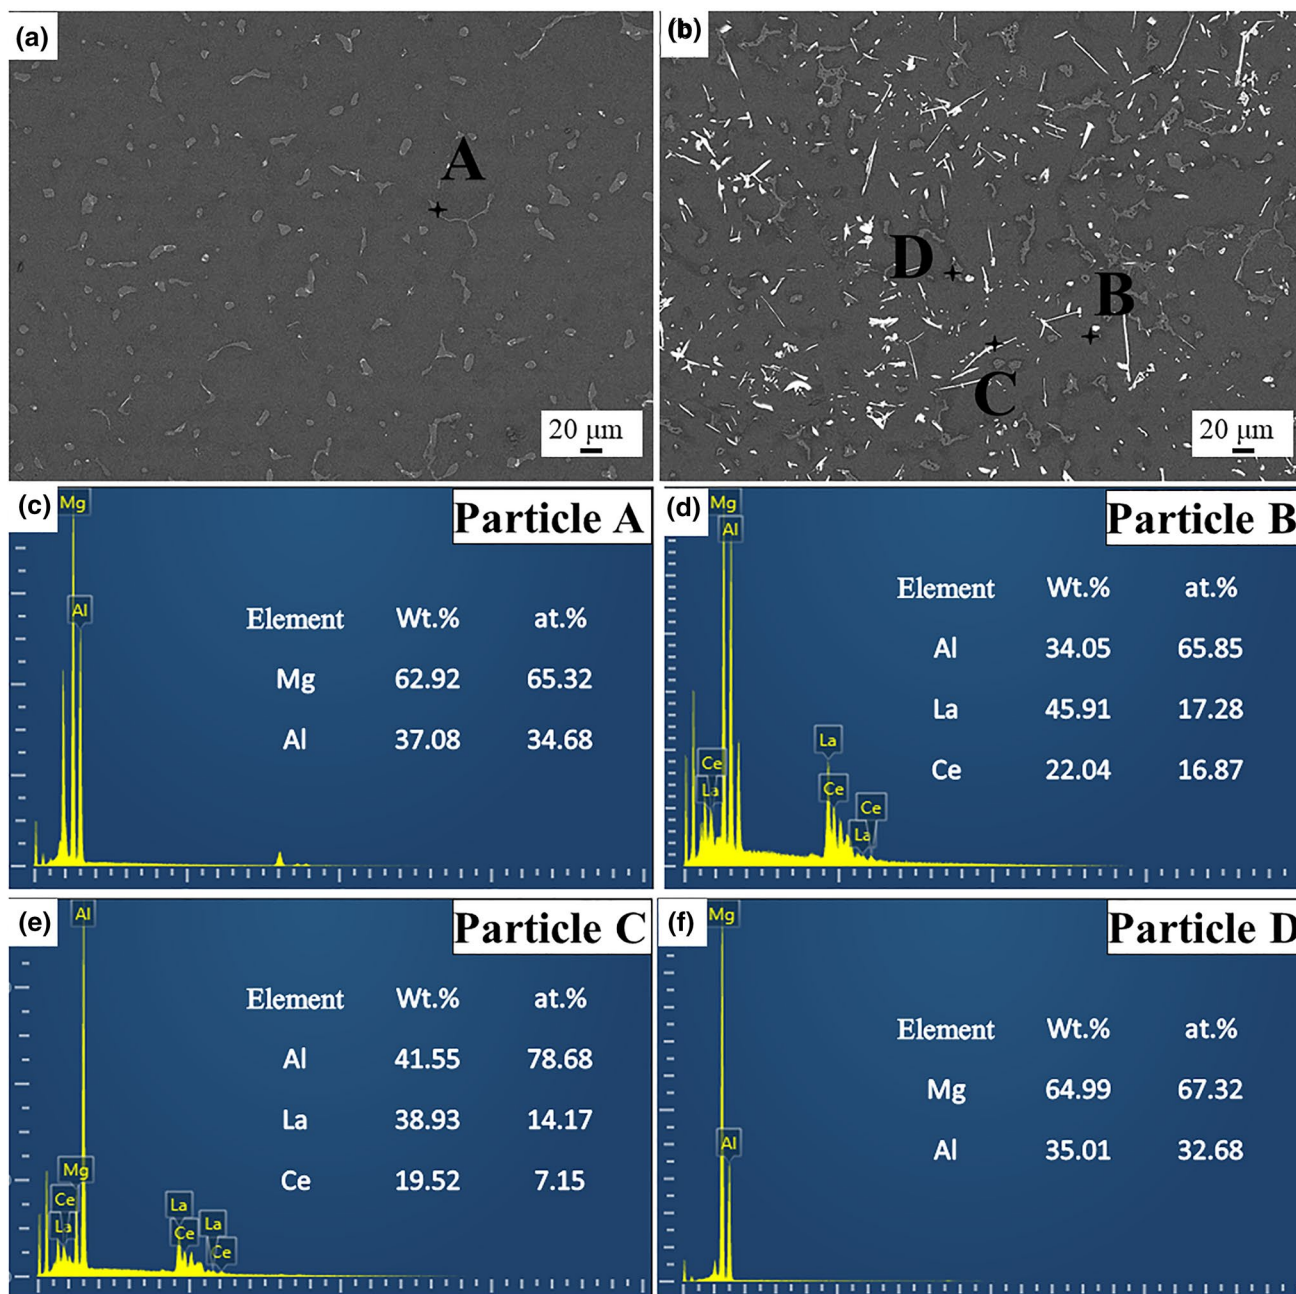 (a)
A
20 μm
(b)
D
B
C
20 μm
(c)
Mg
Al
Particle A
Element Wt.% at.%
Mg 62.92 65.32
Al 37.08 34.68
(d)
Mg
Al
Particle B
Element Wt.% at.%
Al 34.05 65.85
La 45.91 17.28
Ce 22.04 16.87
La
Ce
Ce
Ce
La
La
(e)
Al
Particle C
Element Wt.% at.%
Al 41.55 78.68
La 38.93 14.17
Ce 19.52 7.15
Mg
Ce
La
La
Ce
La
Ce
(f)
Mg
Al
Particle D
Element Wt.% at.%
Mg 64.99 67.32
Al 35.01 32.68